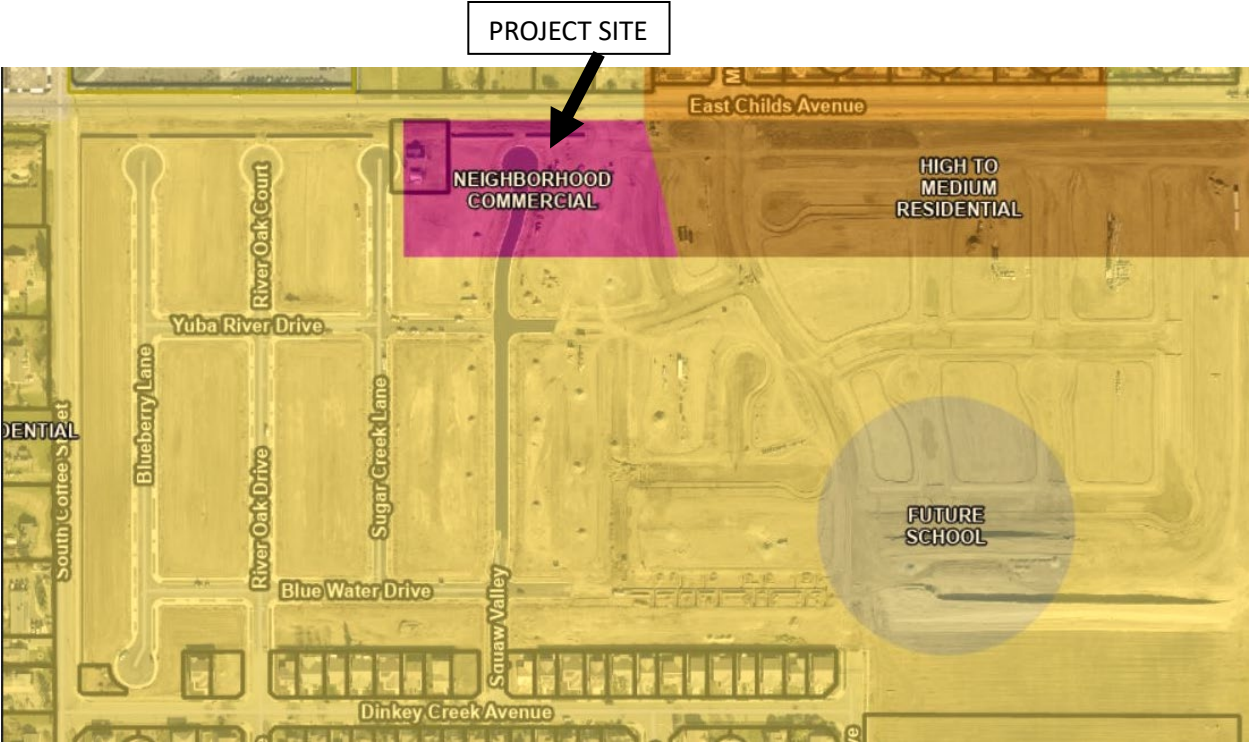 PROJECT SITE
M
East Childs Avenue
NEIGHBORHOOD
COMMERCIAL
HIGH TO
MEDIUM
RESIDENTIAL
River Oak Court
Yuba River Drive
Blueberry Lane
Sugar Creek Lane
DENTIAL
South Coffee Street
River Oak Drive
FUTURE
SCHOOL
Blue Water Drive
Squaw Valley
Dinkey Creek Avenue